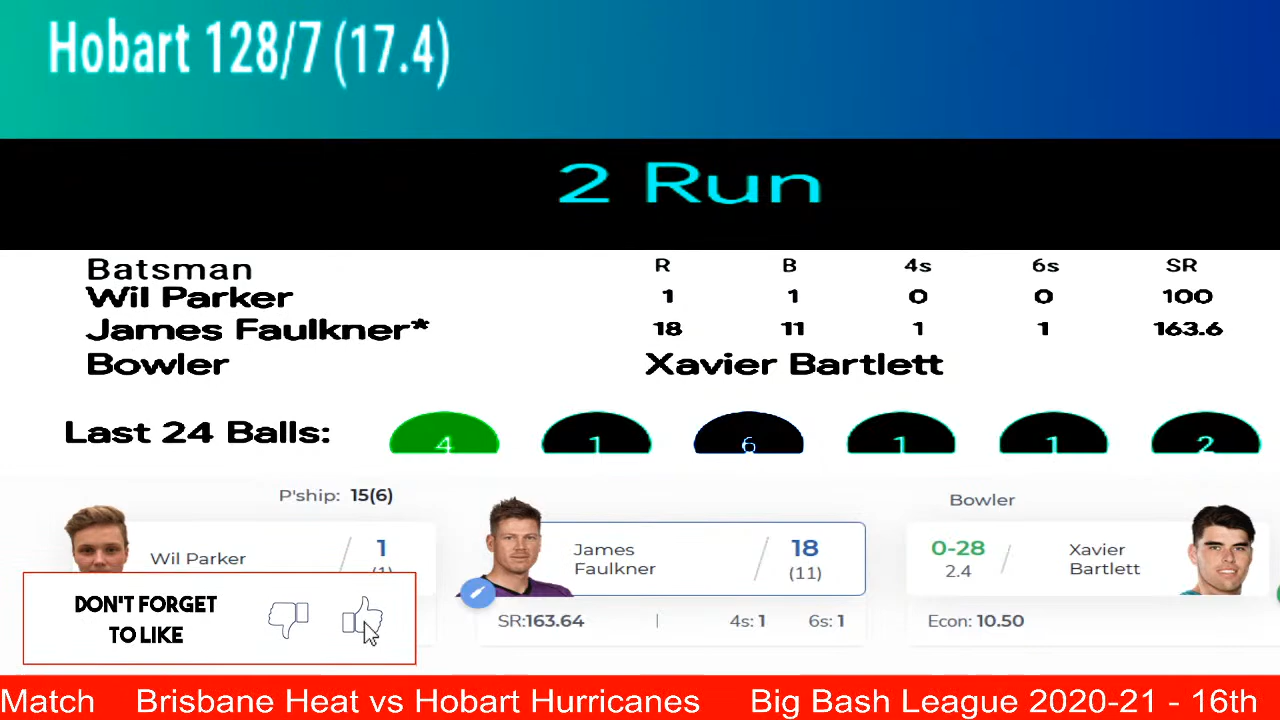 Hobart 128/7 (17.4)
2 Run
Batsman R B 4s 6s SR
Wil Parker 1 1 0 0 100
James Faulkner* 18 11 1 1 163.6
Bowler Xavier Bartlett
Last 24 Balls: 4 1 6 1 1 2
P'ship: 15(6)
Wil Parker 1
(1)
James
Faulkner
18
(11)
SR:163.64 4s: 1 6s: 1
Bowler
0-28
2.4
Xavier
Bartlett
Econ: 10.50
DON'T FORGET
TO LIKE
Match Brisbane Heat vs Hobart Hurricanes Big Bash League 2020-21 - 16th